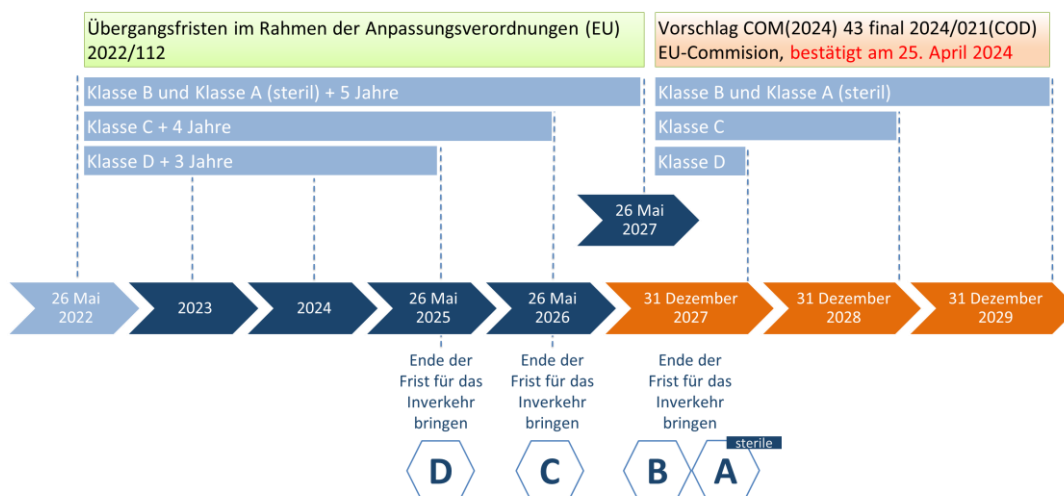 Übergangsfristen im Rahmen der Anpassungsverordnungen (EU)
2022/112
Vorschlag COM(2024) 43 final 2024/021(COD)
EU-Commision, bestätigt am 25. April 2024
Klasse B und Klasse A (steril) + 5 Jahre
Klasse B und Klasse A (steril)
Klasse C + 4 Jahre
Klasse C
Klasse D + 3 Jahre
Klasse D
26 Mai
2027
26 Mai
2022
2023
2024
26 Mai
2025
26 Mai
2026
31 Dezember
2027
31 Dezember
2028
31 Dezember
2029
Ende der
Frist für das
Inverkehr
bringen
Ende der
Frist für das
Inverkehr
bringen
Ende der
Frist für das
Inverkehr
bringen
D
C
B
A
sterile